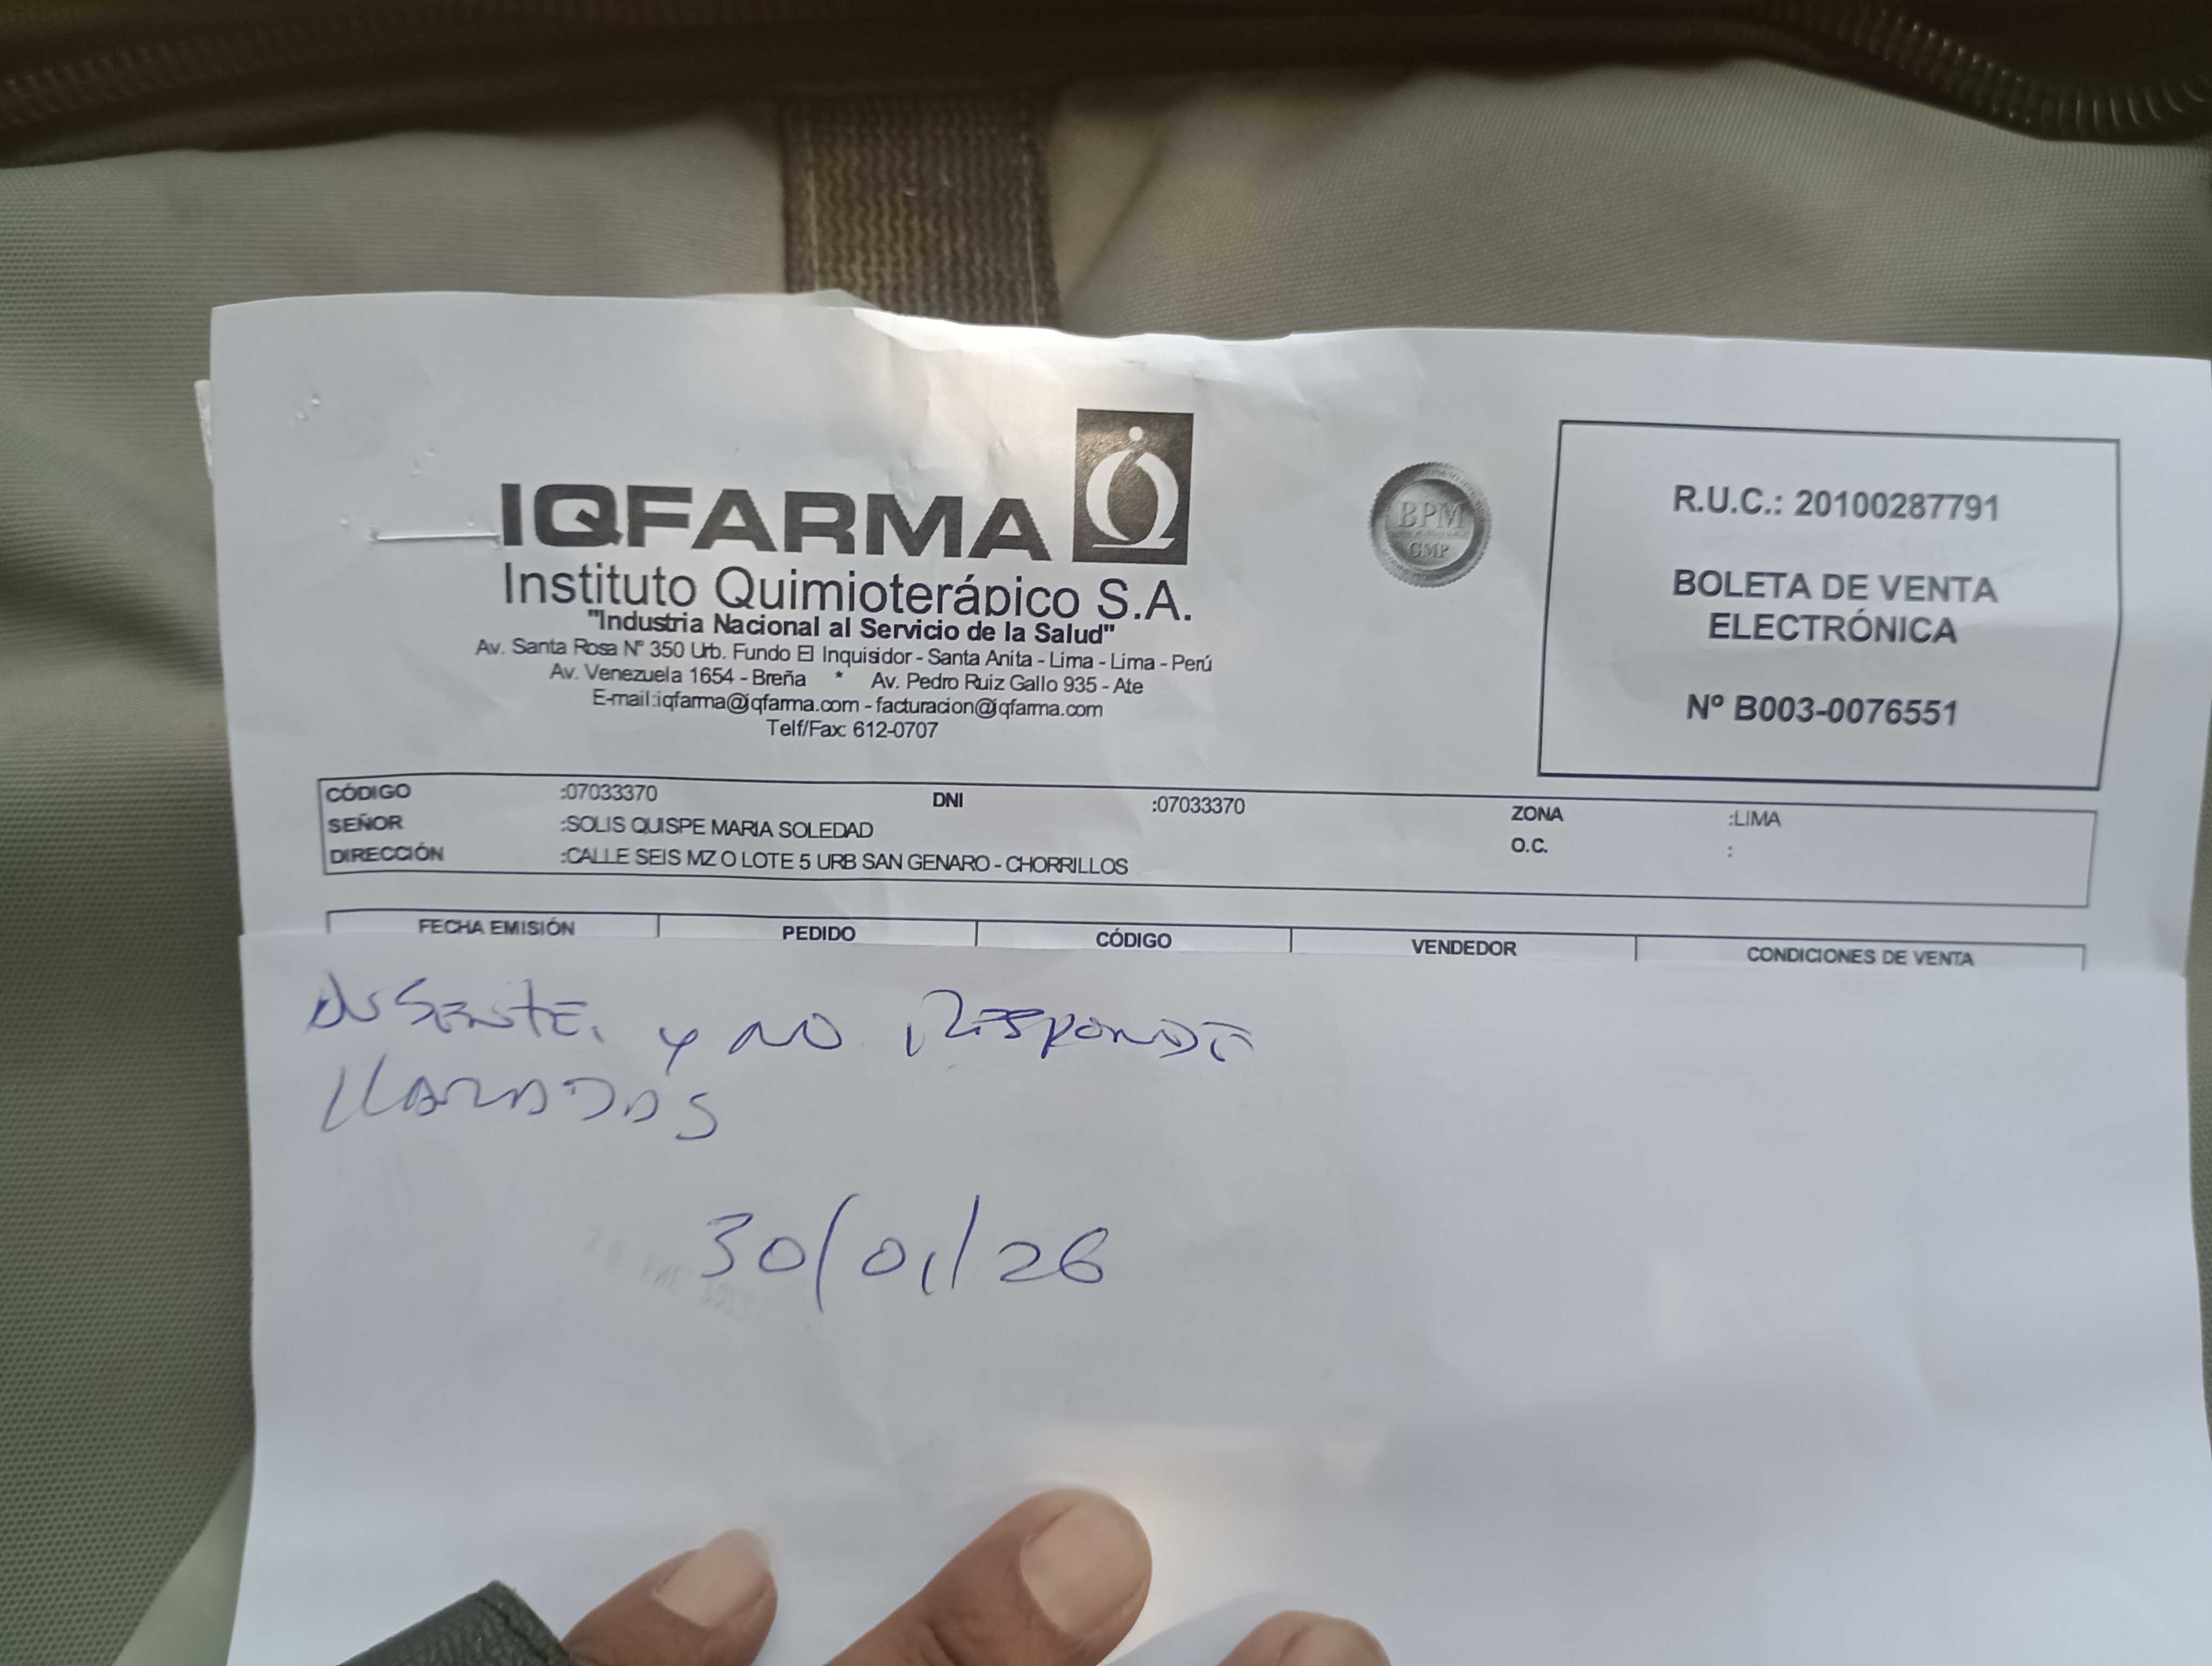 IQFARMA
BPM
GMP
Instituto Quimioterápico S.A.
"Industria Nacional al Servicio de la Salud"
Av. Santa Rosa Nº 350 Urb. Fundo El Inquisidor - Santa Anita - Lima - Lima - Perú
Av. Venezuela 1654 - Breña * Av. Pedro Ruiz Gallo 935 - Ate
E-mail:iqfarma@iqfarma.com - facturacion@iqfarma.com
Telf/Fax: 612-0707
R.U.C.: 20100287791
BOLETA DE VENTA
ELECTRÓNICA
Nº B003-0076551
CÓDIGO :07033370 DNI :07033370 ZONA :LIMA
SEÑOR :SOLIS QUISPE MARIA SOLEDAD O.C. :
DIRECCIÓN :CALLE SEIS MZ O LOTE 5 URB SAN GENARO - CHORRILLOS
FECHA EMISIÓN PEDIDO CÓDIGO VENDEDOR CONDICIONES DE VENTA
AUSENTE. y NO RESPONDE
LLAMADAS
30/01/26